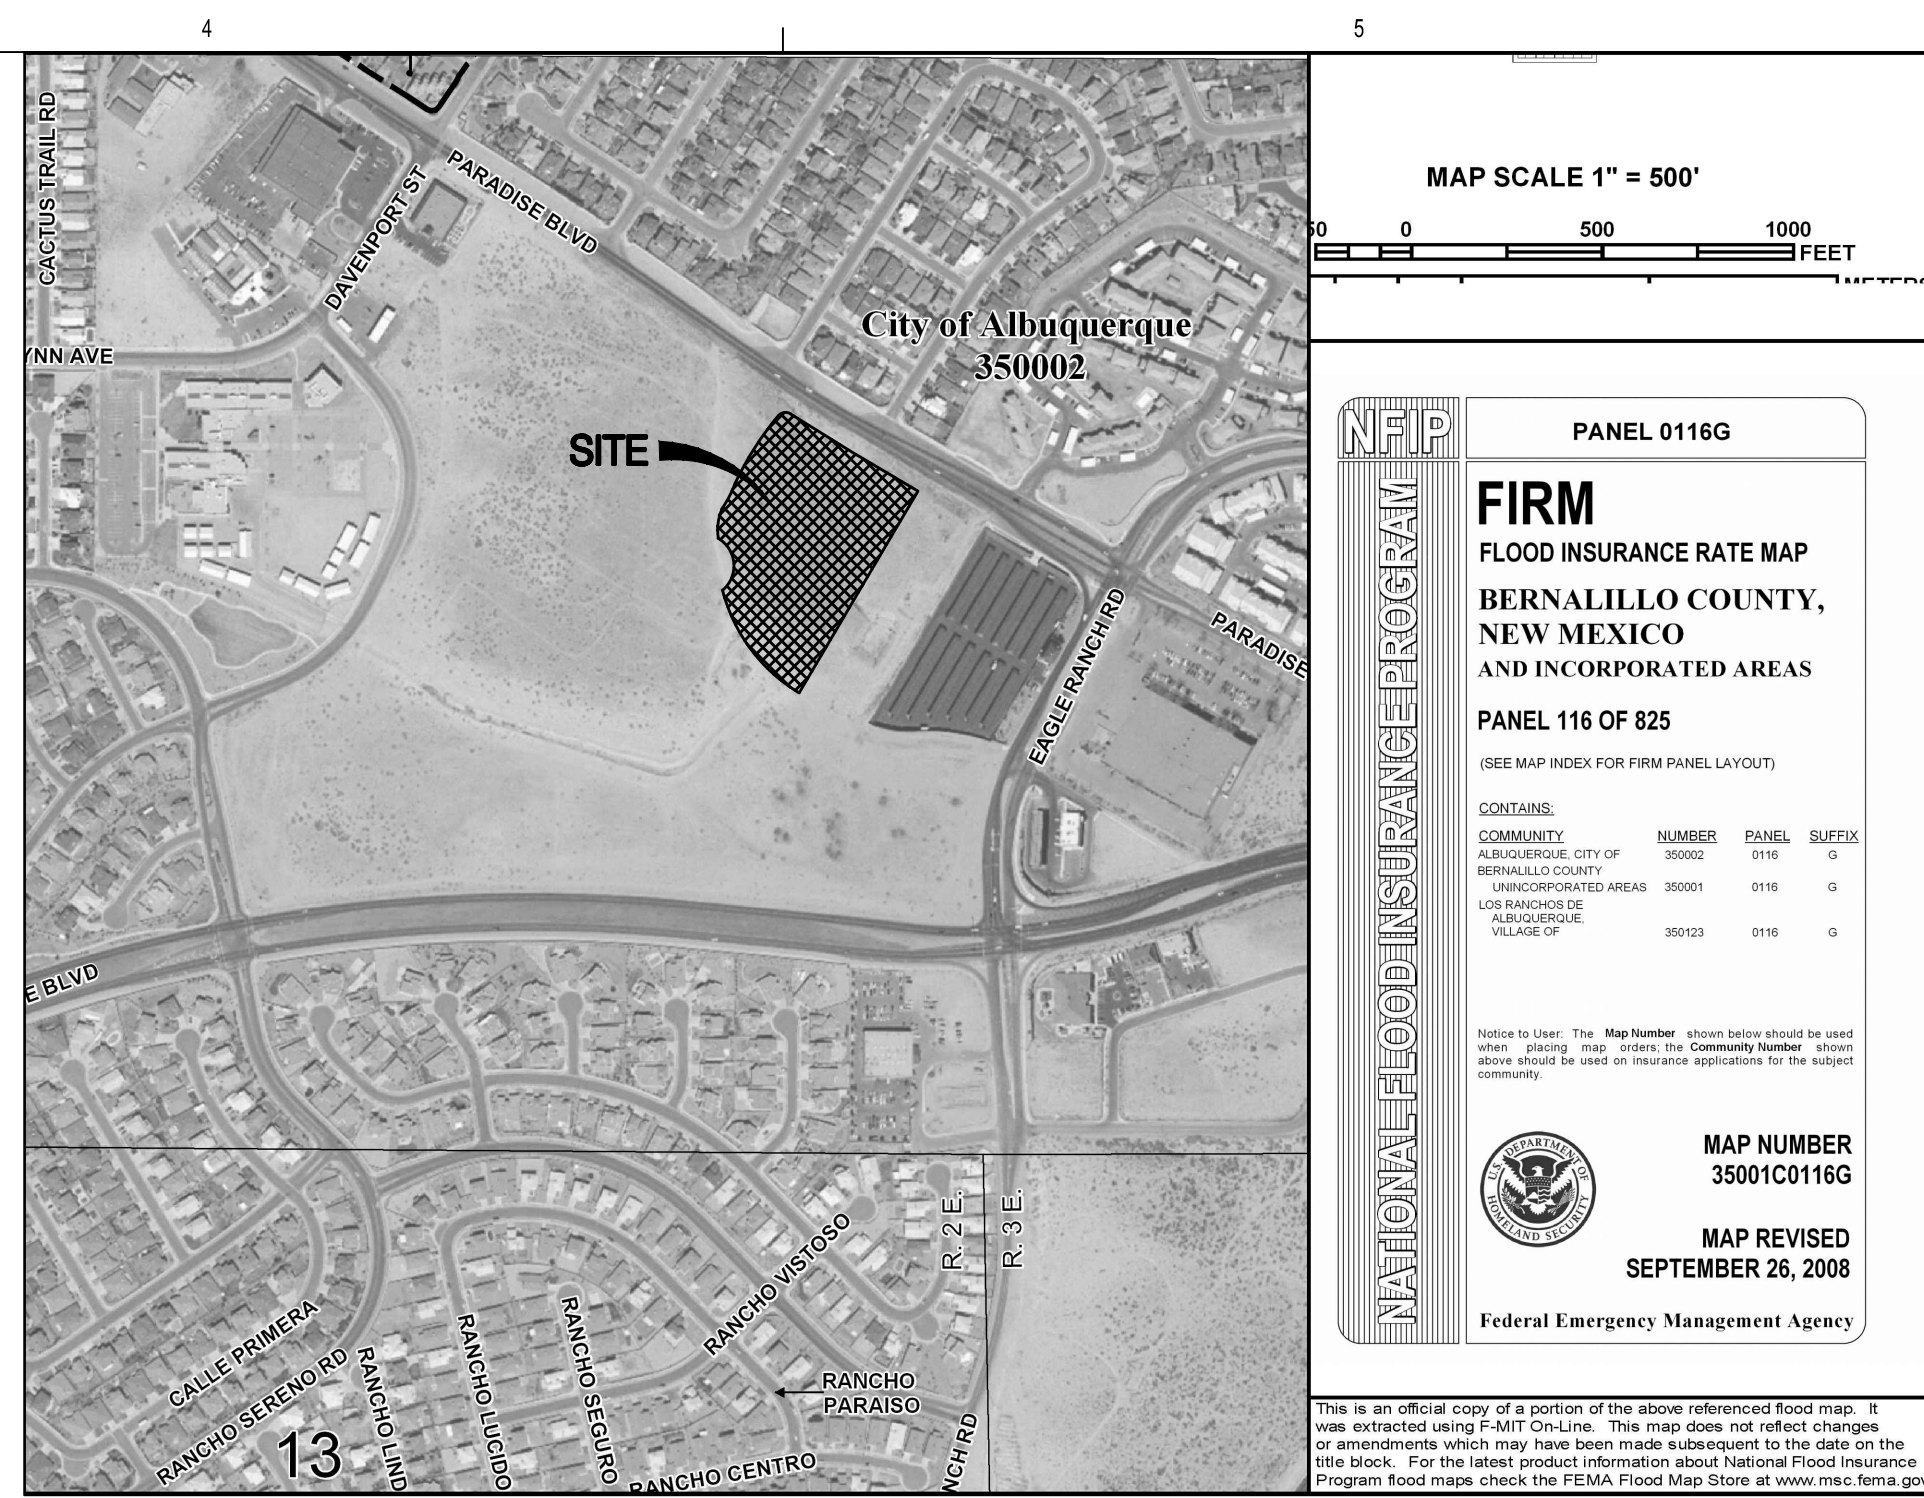 4
5
CACTUS TRAIL RD
DAVENPORT ST
PARADISE BLVD
YNN AVE
City of Albuquerque
350002
SITE
EAGLE RANCH RD
PARADISE
E BLVD
R. 2 E.
R. 3 E.
CALLE PRIMERA
RANCHO SERENO RD
RANCHO LIND
RANCHO LUCIDO
RANCHO SEGURO
RANCHO VISTOSO
RANCHO
PARAISO
RANCHO CENTRO
NCH RD
13
MAP SCALE 1" = 500'
50 0 500 1000
FEET
METERS
NFIP
NATIONAL FLOOD INSURANCE PROGRAM
PANEL 0116G
FIRM
FLOOD INSURANCE RATE MAP
BERNALILLO COUNTY,
NEW MEXICO
AND INCORPORATED AREAS
PANEL 116 OF 825
(SEE MAP INDEX FOR FIRM PANEL LAYOUT)
CONTAINS:
COMMUNITY NUMBER PANEL SUFFIX
ALBUQUERQUE, CITY OF 350002 0116 G
BERNALILLO COUNTY
UNINCORPORATED AREAS 350001 0116 G
LOS RANCHOS DE
ALBUQUERQUE,
VILLAGE OF 350123 0116 G
Notice to User: The Map Number shown below should be used
when placing map orders; the Community Number shown
above should be used on insurance applications for the subject
community.
U.S. DEPARTMENT OF
HOMELAND SECURITY
MAP NUMBER
35001C0116G
MAP REVISED
SEPTEMBER 26, 2008
Federal Emergency Management Agency
This is an official copy of a portion of the above referenced flood map. It
was extracted using F-MIT On-Line. This map does not reflect changes
or amendments which may have been made subsequent to the date on the
title block. For the latest product information about National Flood Insurance
Program flood maps check the FEMA Flood Map Store at www.msc.fema.gov